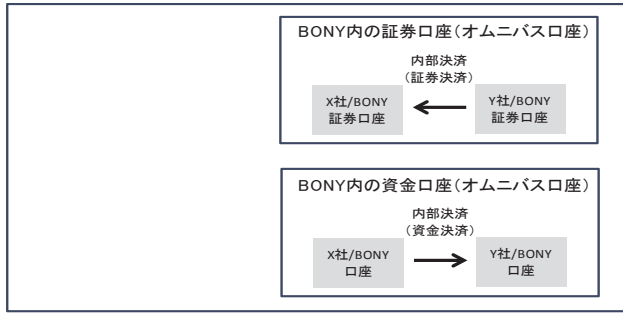 BONY内の証券口座(オムニバス口座)
内部決済
(証券決済)
X社/BONY
証券口座
Y社/BONY
証券口座
BONY内の資金口座(オムニバス口座)
内部決済
(資金決済)
X社/BONY
口座
Y社/BONY
口座